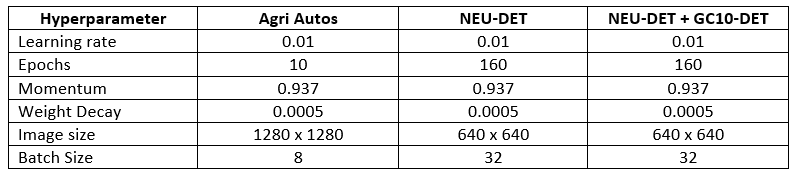 Hyperparameter Agri Autos NEU-DET NEU-DET + GC10-DET
Learning rate 0.01 0.01 0.01
Epochs 10 160 160
Momentum 0.937 0.937 0.937
Weight Decay 0.0005 0.0005 0.0005
Image size 1280 x 1280 640 x 640 640 x 640
Batch Size 8 32 32